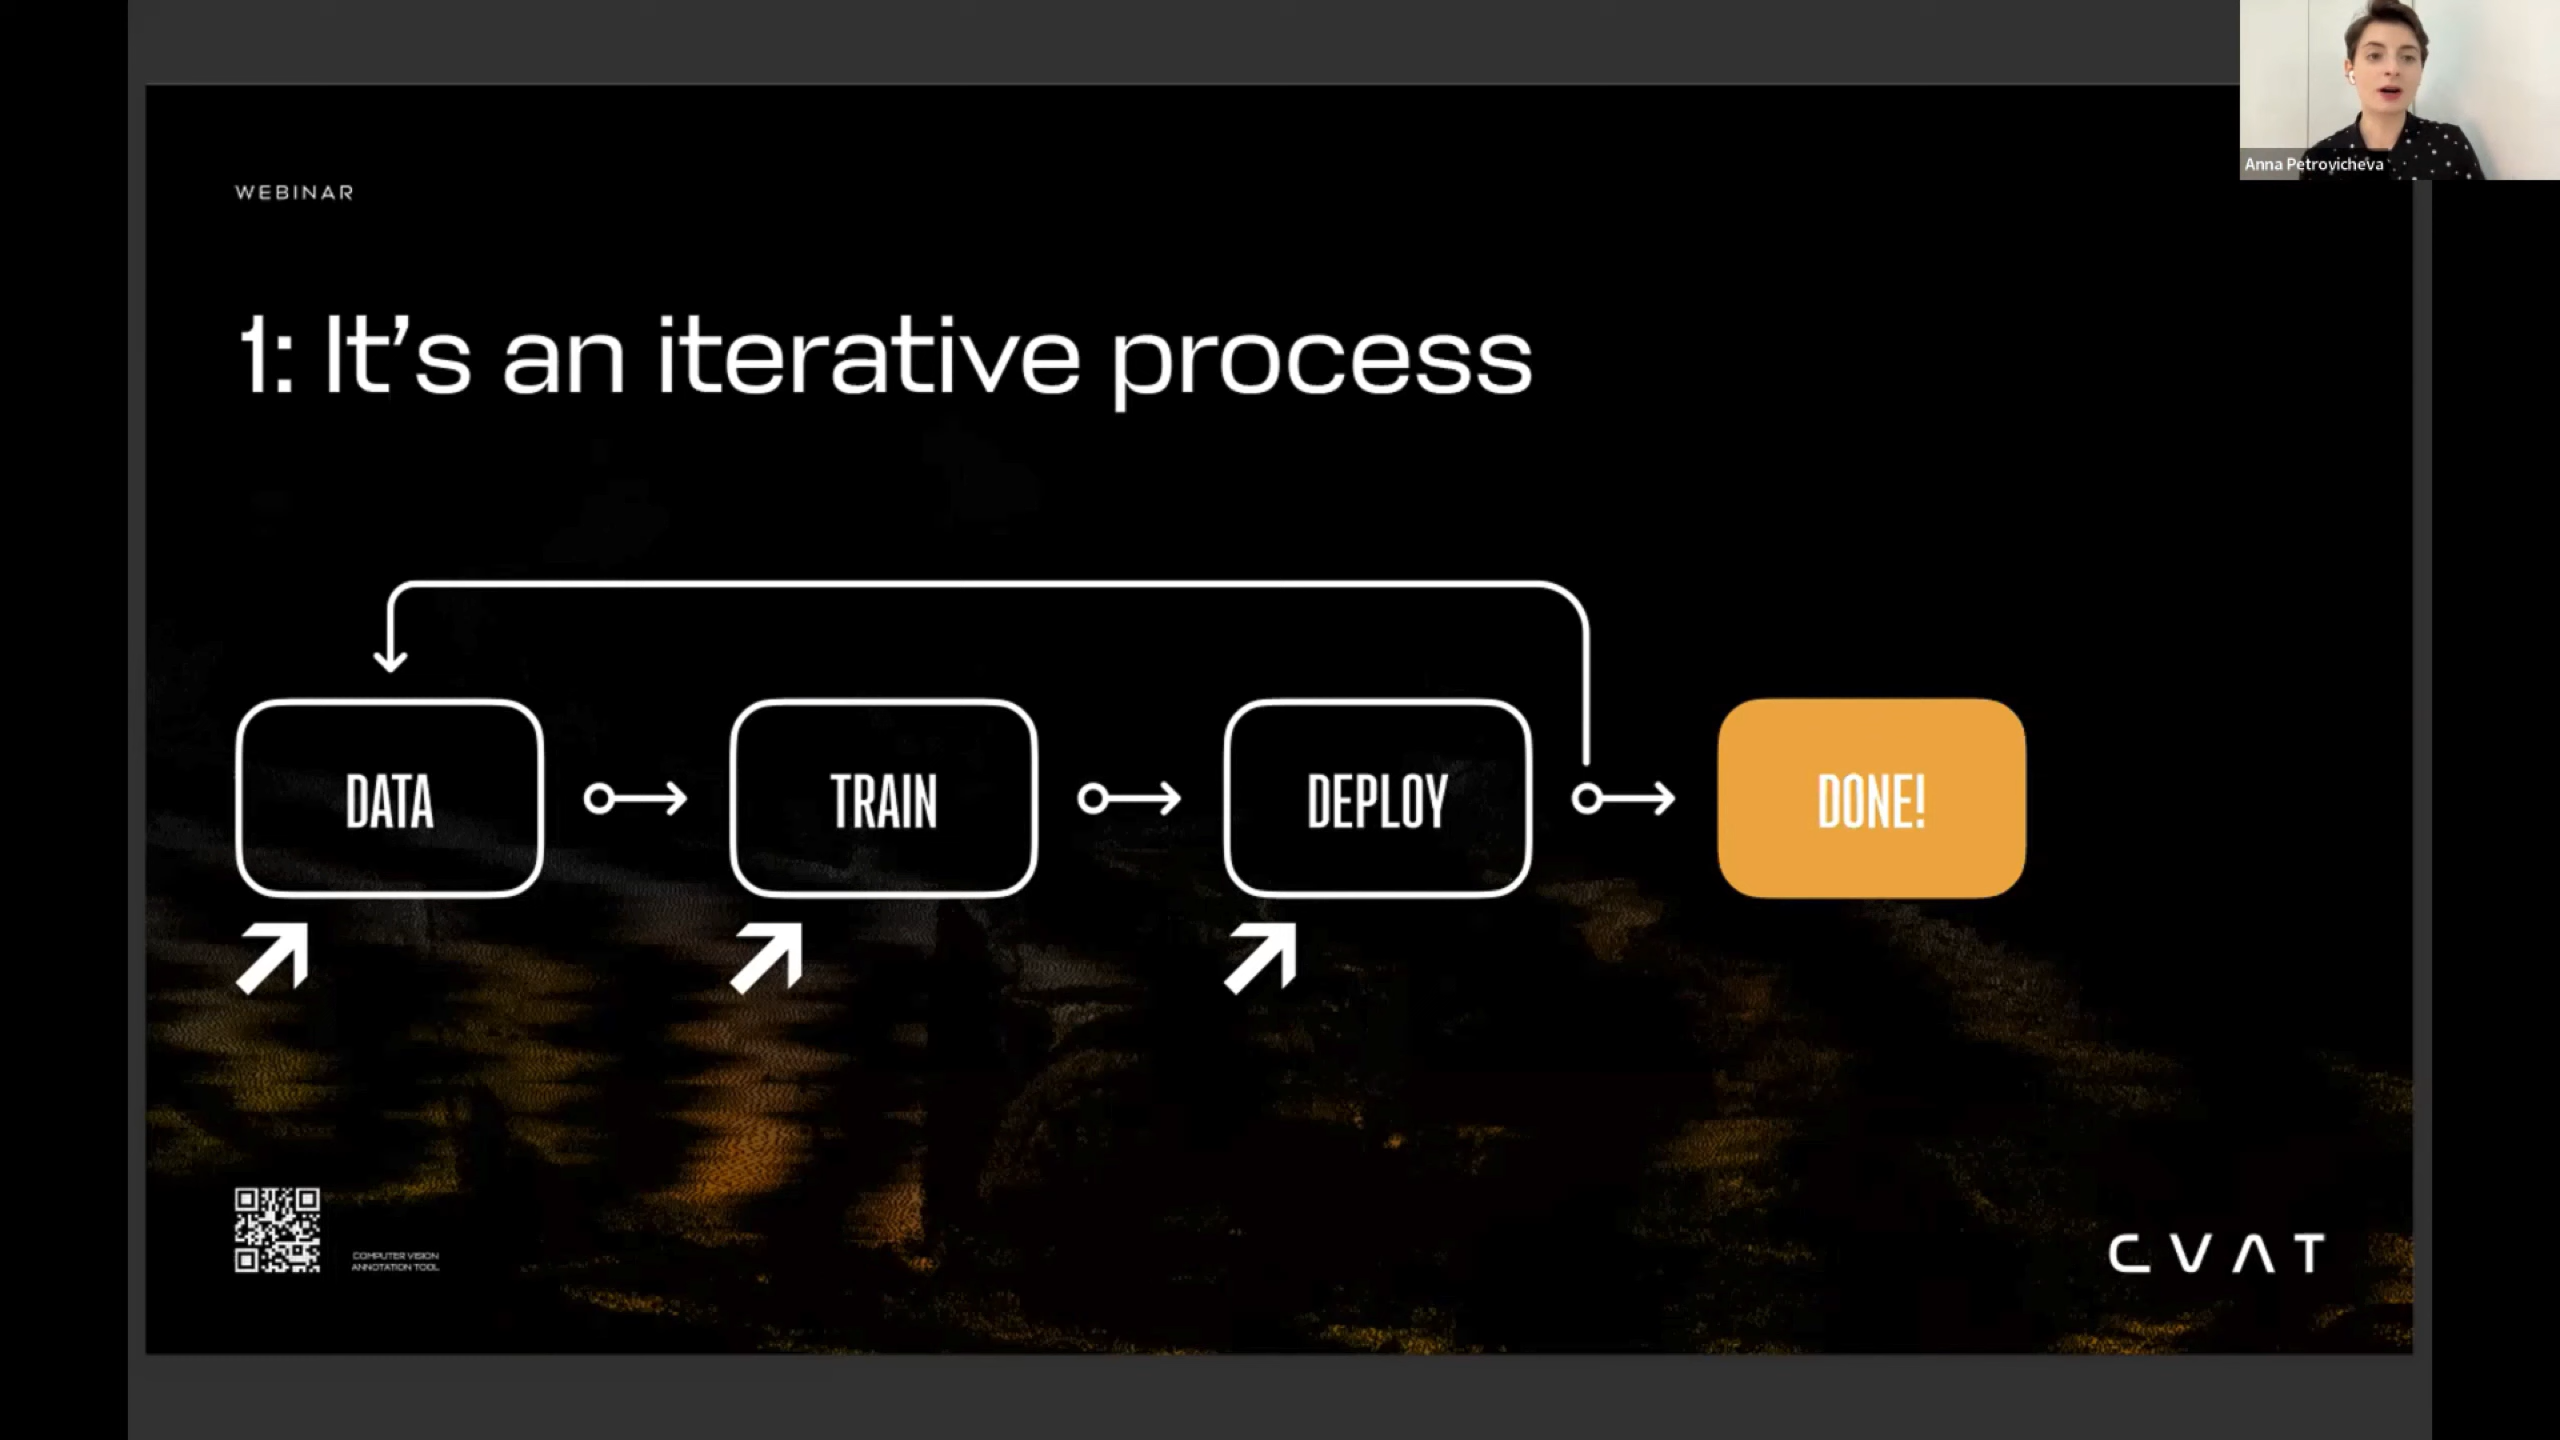 Anna Petrovicheva
WEBINAR
1: It's an iterative process
DATA
TRAIN
DEPLOY
DONE!
COMPUTER VISION
ANNOTATION TOOL
CVAT